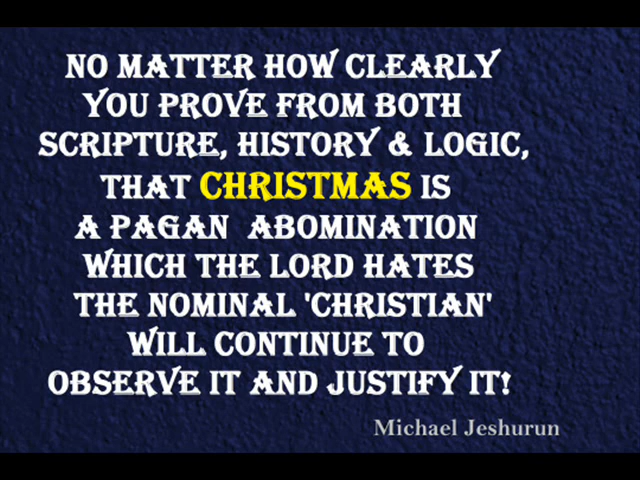 NO MATTER HOW CLEARLY
YOU PROVE FROM BOTH
SCRIPTURE, HISTORY & LOGIC,
THAT CHRISTMAS IS
A PAGAN ABOMINATION
WHICH THE LORD HATES
THE NOMINAL 'CHRISTIAN'
WILL CONTINUE TO
OBSERVE IT AND JUSTIFY IT!
Michael Jeshurun